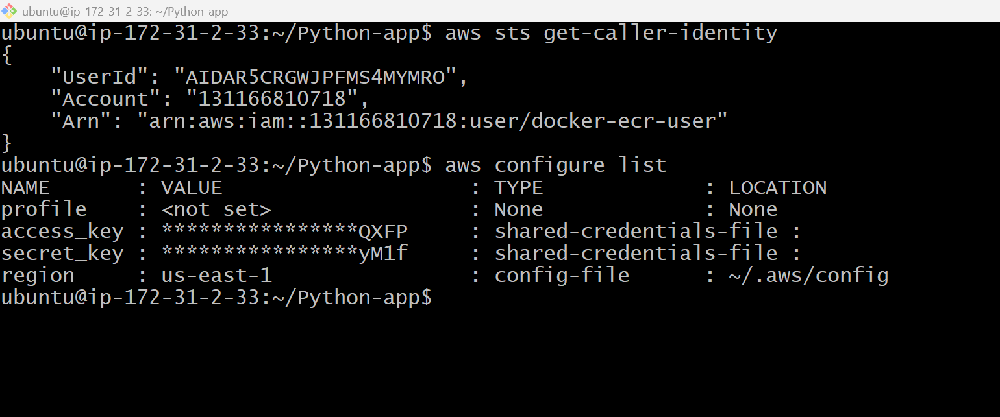 ubuntu@ip-172-31-2-33: ~/Python-app
ubuntu@ip-172-31-2-33:~/Python-app$ aws sts get-caller-identity
{
    "UserId": "AIDAR5CRGWJPFMS4MYMRO",
    "Account": "131166810718",
    "Arn": "arn:aws:iam::131166810718:user/docker-ecr-user"
}
ubuntu@ip-172-31-2-33:~/Python-app$ aws configure list
NAME       : VALUE                    : TYPE             : LOCATION
profile    : <not set>                : None             : None
access_key : ****************QXFP     : shared-credentials-file :
secret_key : ****************yM1f     : shared-credentials-file :
region     : us-east-1                : config-file      : ~/.aws/config
ubuntu@ip-172-31-2-33:~/Python-app$